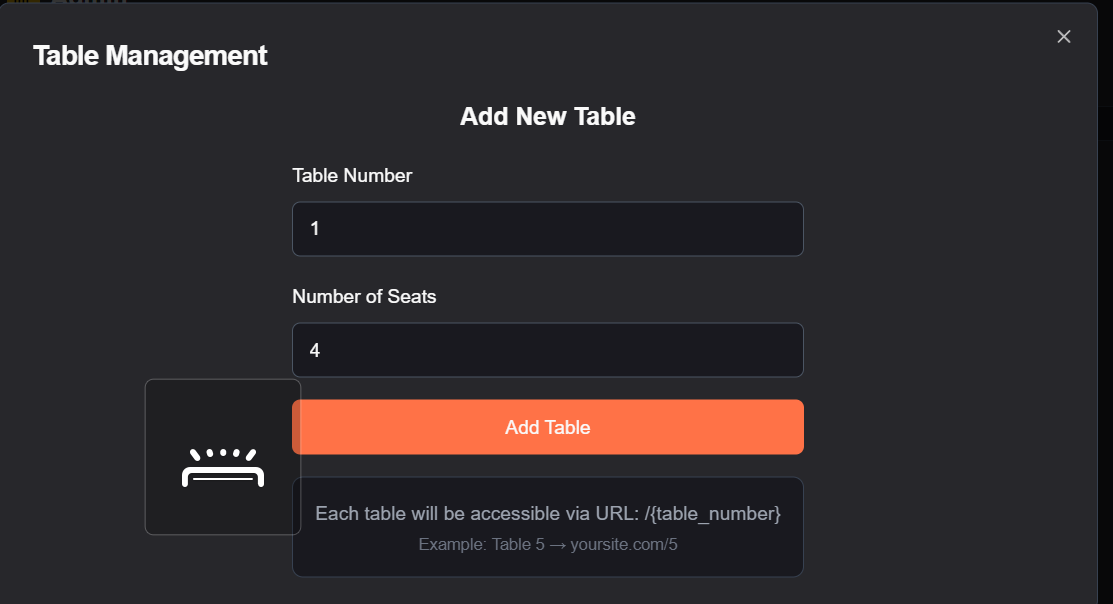 Table Management
Add New Table
Table Number
1
Number of Seats
4
Add Table
Each table will be accessible via URL: /{table_number}
Example: Table 5 → yoursite.com/5